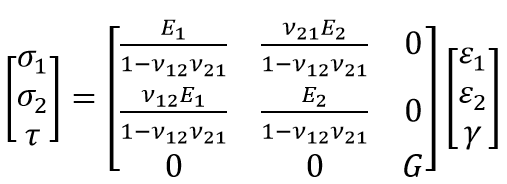 [σ₁ σ₂ τ] = [E₁/(1−ν₁₂ν₂₁) ν₂₁E₂/(1−ν₁₂ν₂₁) 0
ν₁₂E₁/(1−ν₁₂ν₂₁) E₂/(1−ν₁₂ν₂₁) 0
0 0 G] [ε₁ ε₂ γ]